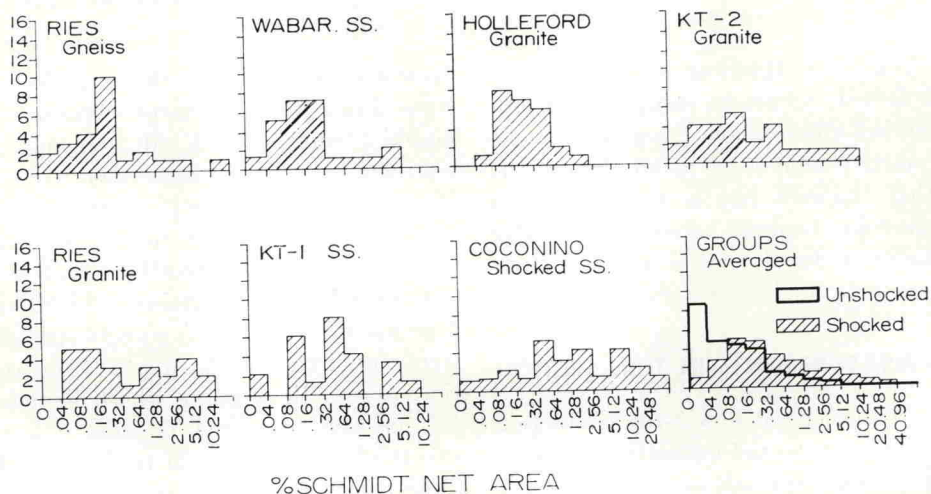 RIES
Gneiss
WABAR. SS.
HOLLEFORD
Granite
KT-2
Granite
16
14
12
10
8
6
4
2
0
RIES
Granite
KT-1 SS.
COCONINO
Shocked SS.
GROUPS
Averaged
Unshocked
Shocked
16
14
12
10
8
6
4
2
0
0 .04 .08 .16 .32 .64 1.28 2.56 5.12 10.24
0 .04 .08 .16 .32 .64 1.28 2.56 5.12 10.24
0 .04 .08 .16 .32 .64 1.28 2.56 5.12 10.24 20.48
0 .04 .08 .16 .32 .64 1.28 2.56 5.12 10.24 20.48 40.96
%SCHMIDT NET AREA